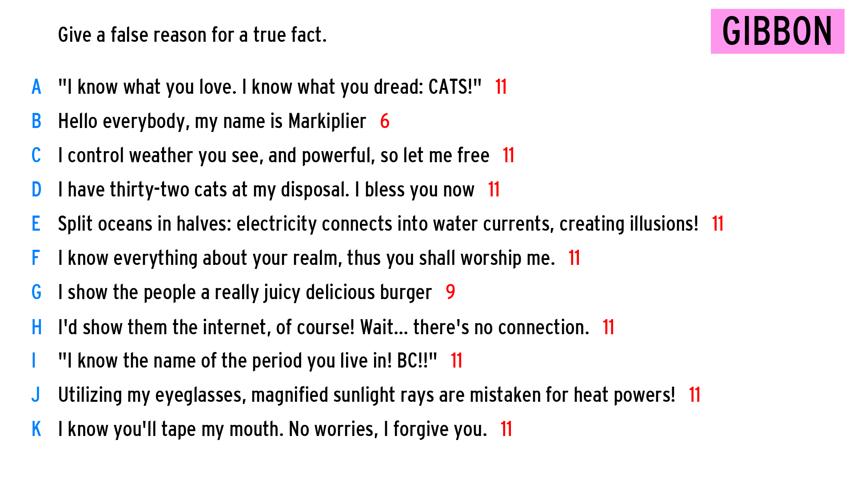 Give a false reason for a true fact.
GIBBON
A "I know what you love. I know what you dread: CATS!" 11
B Hello everybody, my name is Markiplier 6
C I control weather you see, and powerful, so let me free 11
D I have thirty-two cats at my disposal. I bless you now 11
E Split oceans in halves: electricity connects into water currents, creating illusions! 11
F I know everything about your realm, thus you shall worship me. 11
G I show the people a really juicy delicious burger 9
H I'd show them the internet, of course! Wait... there's no connection. 11
I "I know the name of the period you live in! BC!!" 11
J Utilizing my eyeglasses, magnified sunlight rays are mistaken for heat powers! 11
K I know you'll tape my mouth. No worries, I forgive you. 11